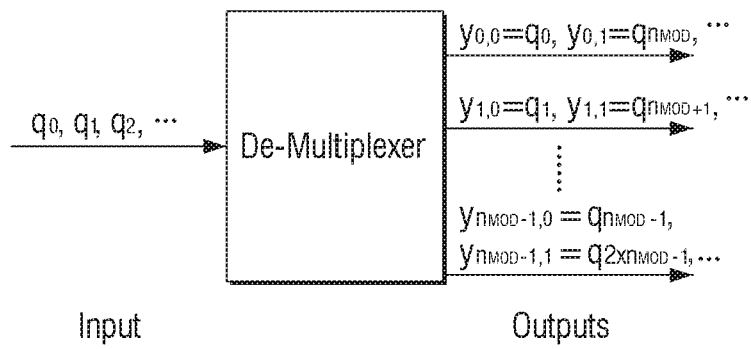 y0,0=q0, y0,1=qnMOD, ...
y1,0=q1, y1,1=qnMOD+1, ...
q0, q1, q2, ...
De-Multiplexer
ynMOD-1,0 = qnMOD-1,
ynMOD-1,1 = q2xnMOD-1, ...
Input
Outputs